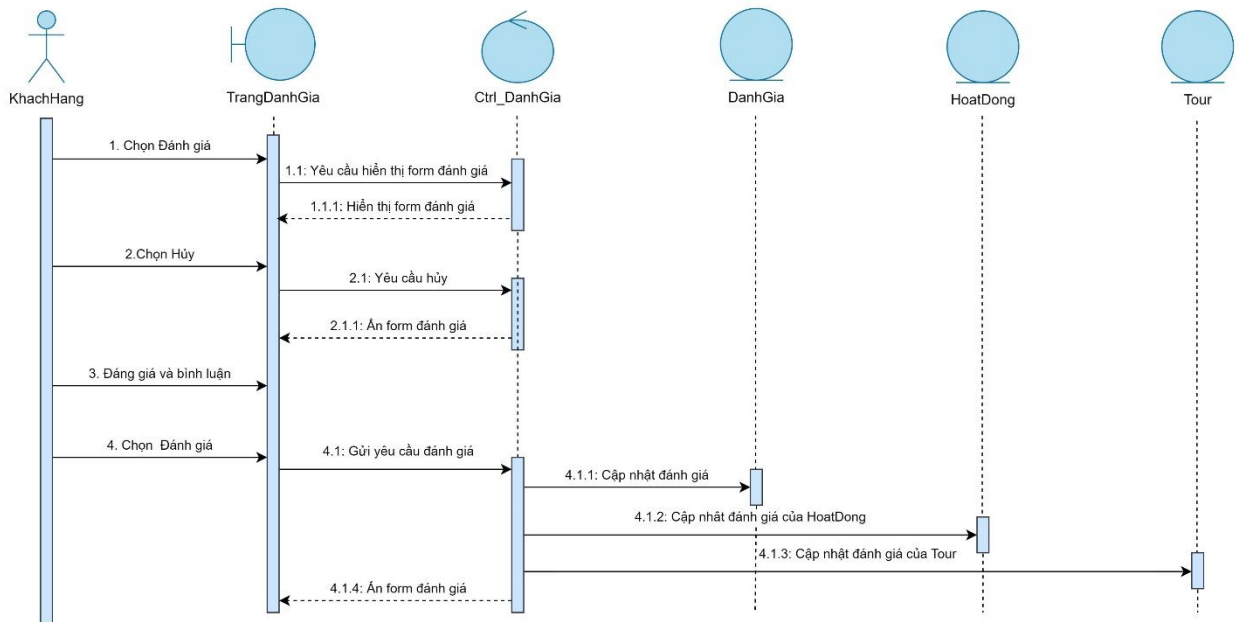 KhachHang
TrangDanhGia
Ctrl_DanhGia
DanhGia
HoatDong
Tour
1. Chọn Đánh giá
1.1: Yêu cầu hiển thị form đánh giá
1.1.1: Hiển thị form đánh giá
2.Chọn Hủy
2.1: Yêu cầu hủy
2.1.1: Ẩn form đánh giá
3. Đáng giá và bình luận
4. Chọn Đánh giá
4.1: Gửi yêu cầu đánh giá
4.1.1: Cập nhật đánh giá
4.1.2: Cập nhât đánh giá của HoatDong
4.1.3: Cập nhật đánh giá của Tour
4.1.4: Ẩn form đánh giá